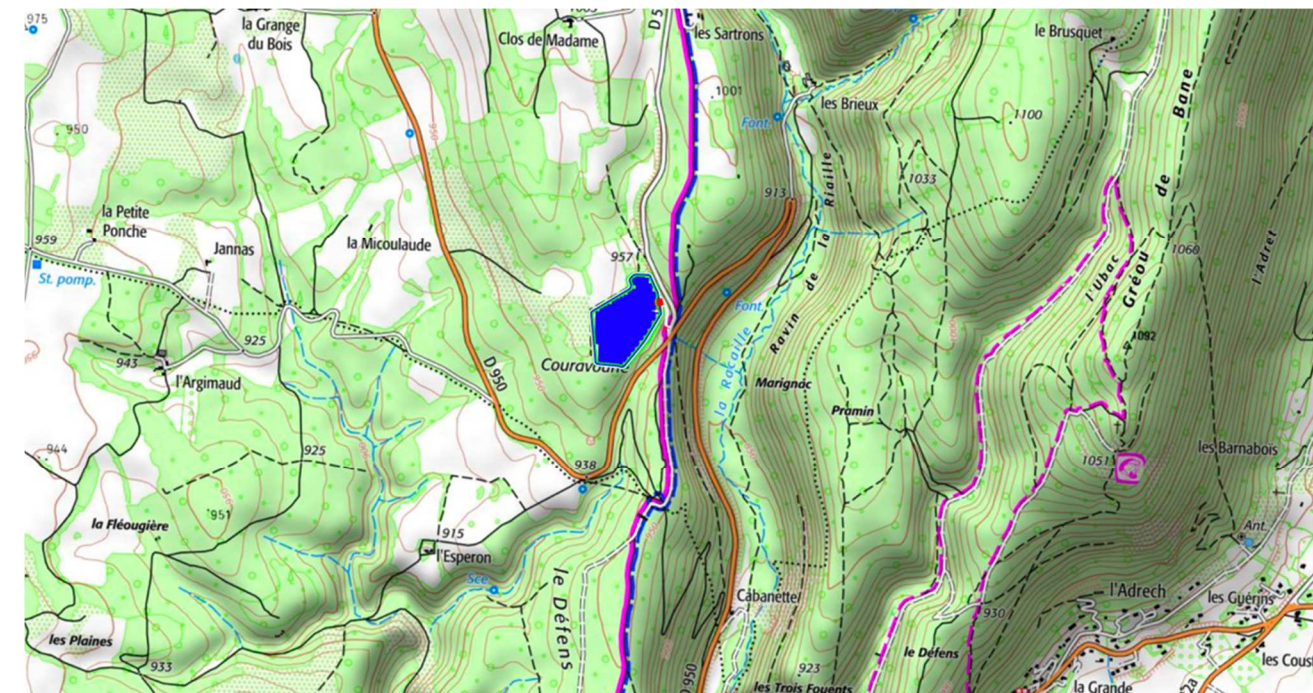 975
la Grange
du Bois
Clos de Madame
D 5
les Sartrons
le Brusquet
1001
les Brieux
Font.
1100
950
950
de Bane
Gréou
913
1033
la Petite
Ponche
959
Jannas
la Micoulaude
957
St. pomp.
Ravin de la Riaille
l'Ubac
1060
l'Adret
Font
1092
925
943
l'Argimaud
D 950
Couravoune
la Racaille
Marignac
Pramin
944
925
938
1051
les Barnabois
951
la Fléougière
915
l'Esperon
Sce
le Défens
Ant.
Cabanette
l'Adrech
les Guérins
930
les Plaines
933
923
le Défens
D 950
les Trois Fouents
la Grande
les Coust
2a